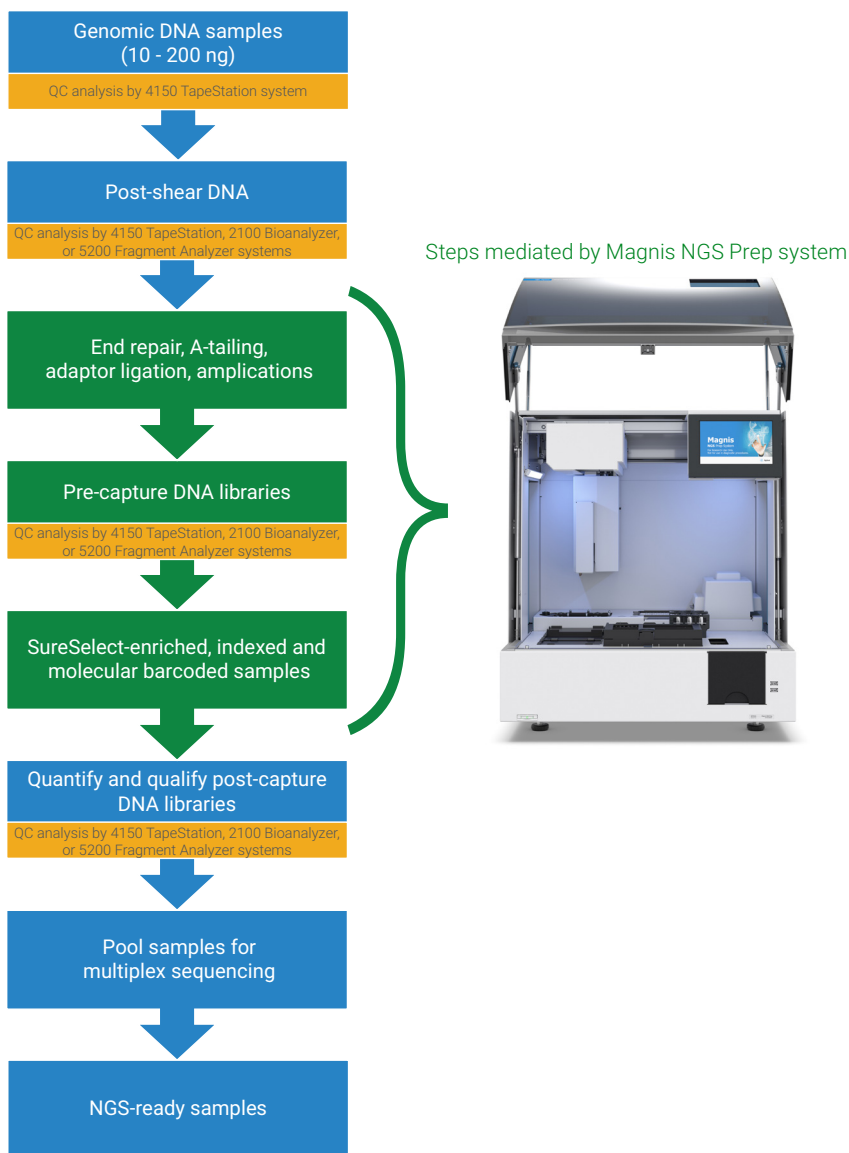 Genomic DNA samples
(10 - 200 ng)
QC analysis by 4150 TapeStation system
Post-shear DNA
QC analysis by 4150 TapeStation, 2100 Bioanalyzer,
or 5200 Fragment Analyzer systems
Steps mediated by Magnis NGS Prep system
End repair, A-tailing,
adaptor ligation, amplications
Magnis
Pre-capture DNA libraries
QC analysis by 4150 TapeStation, 2100 Bioanalyzer,
or 5200 Fragment Analyzer systems
SureSelect-enriched, indexed and
molecular barcoded samples
Quantify and qualify post-capture
DNA libraries
QC analysis by 4150 TapeStation, 2100 Bioanalyzer,
or 5200 Fragment Analyzer systems
Pool samples for
multiplex sequencing
NGS-ready samples